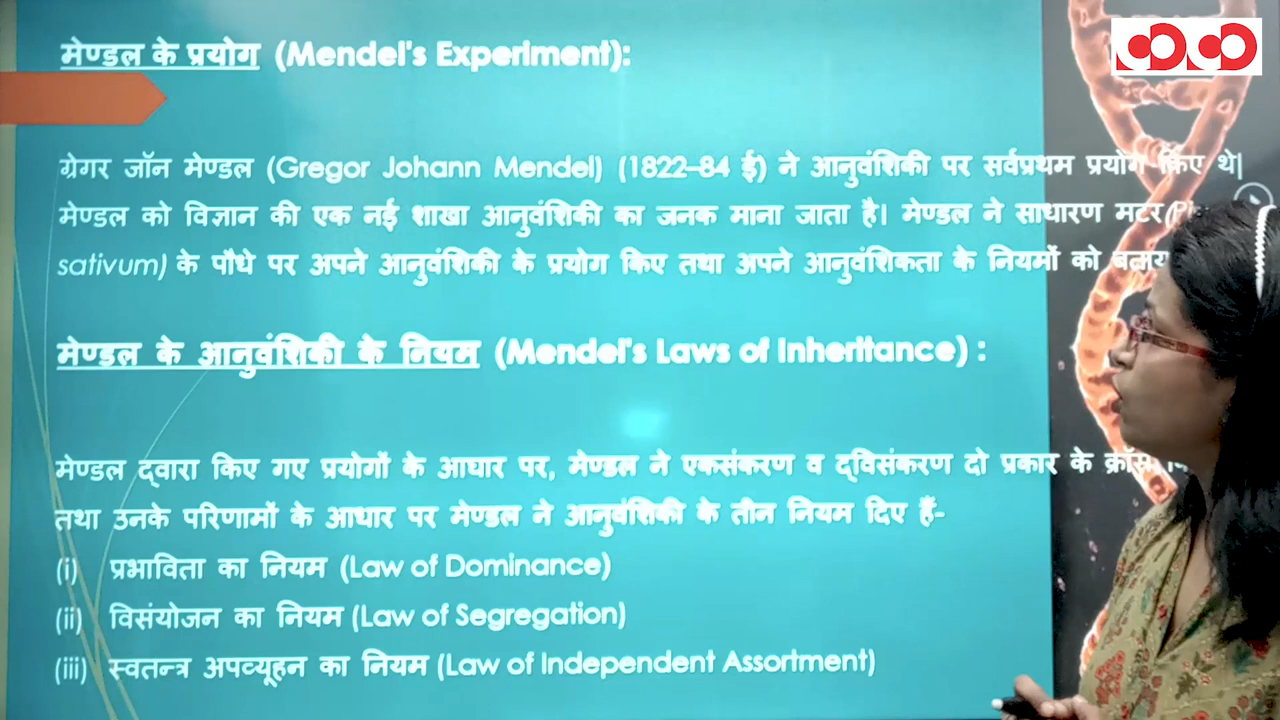 मेण्डल के प्रयोग (Mendel's Experiment):
ग्रेगर जॉन मेण्डल (Gregor Johann Mendel) (1822–84 ई) ने आनुवंशिकी पर सर्वप्रथम प्रयोग किए थे|
मेण्डल को विज्ञान की एक नई शाखा आनुवंशिकी का जनक माना जाता है। मेण्डल ने साधारण मटर
sativum) के पौधे पर अपने आनुवंशिकी के प्रयोग किए तथा अपने आनुवंशिकता के नियमों को
मेण्डल के आनुवंशिकी के नियम (Mendel's Laws of Inheritance) :
मेण्डल द्वारा किए गए प्रयोगों के आधार पर, मेण्डल ने एकसंकरण व द्विसंकरण दो प्रकार के क्रॉस
तथा उनके परिणामों के आधार पर मेण्डल ने आनुवंशिकी के तीन नियम दिए हैं-
(i) प्रभाविता का नियम (Law of Dominance)
(ii) विसंयोजन का नियम (Law of Segregation)
(iii) स्वतन्त्र अपव्यूहन का नियम (Law of Independent Assortment)